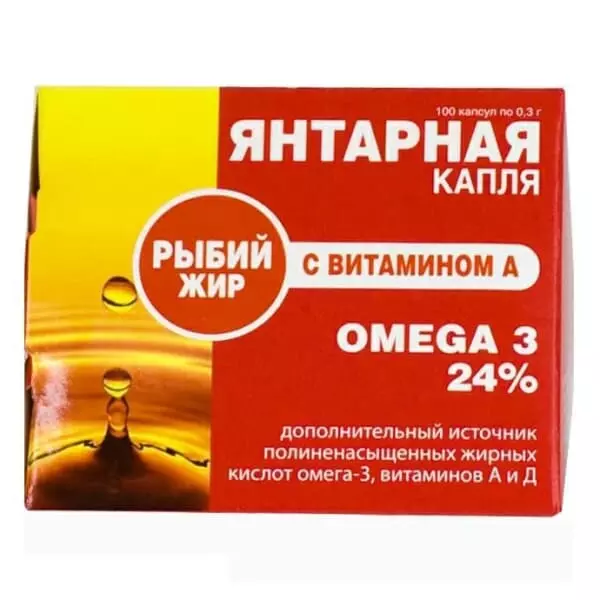 100 капсул по 0,3 г
ЯНТАРНАЯ
КАПЛЯ
РЫБИЙ
ЖИР
С ВИТАМИНОМ А
OMEGA 3
24%
дополнительный источник
полиненасыщенных жирных
кислот омега-3, витаминов А и Д